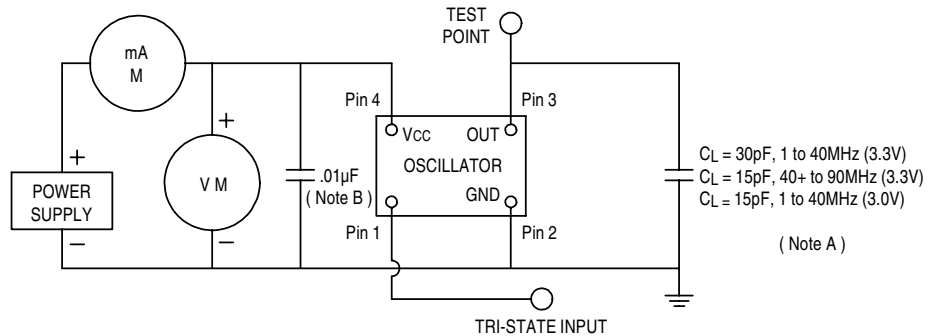 TEST
POINT
mA
M
+
Pin 4
Pin 3
+
VCC
OUT
OSCILLATOR
GND
+
POWER
SUPPLY
–
V M
–
.01µF
( Note B )
Pin 1
Pin 2
CL = 30pF, 1 to 40MHz (3.3V)
CL = 15pF, 40+ to 90MHz (3.3V)
CL = 15pF, 1 to 40MHz (3.0V)
( Note A )
TRI-STATE INPUT